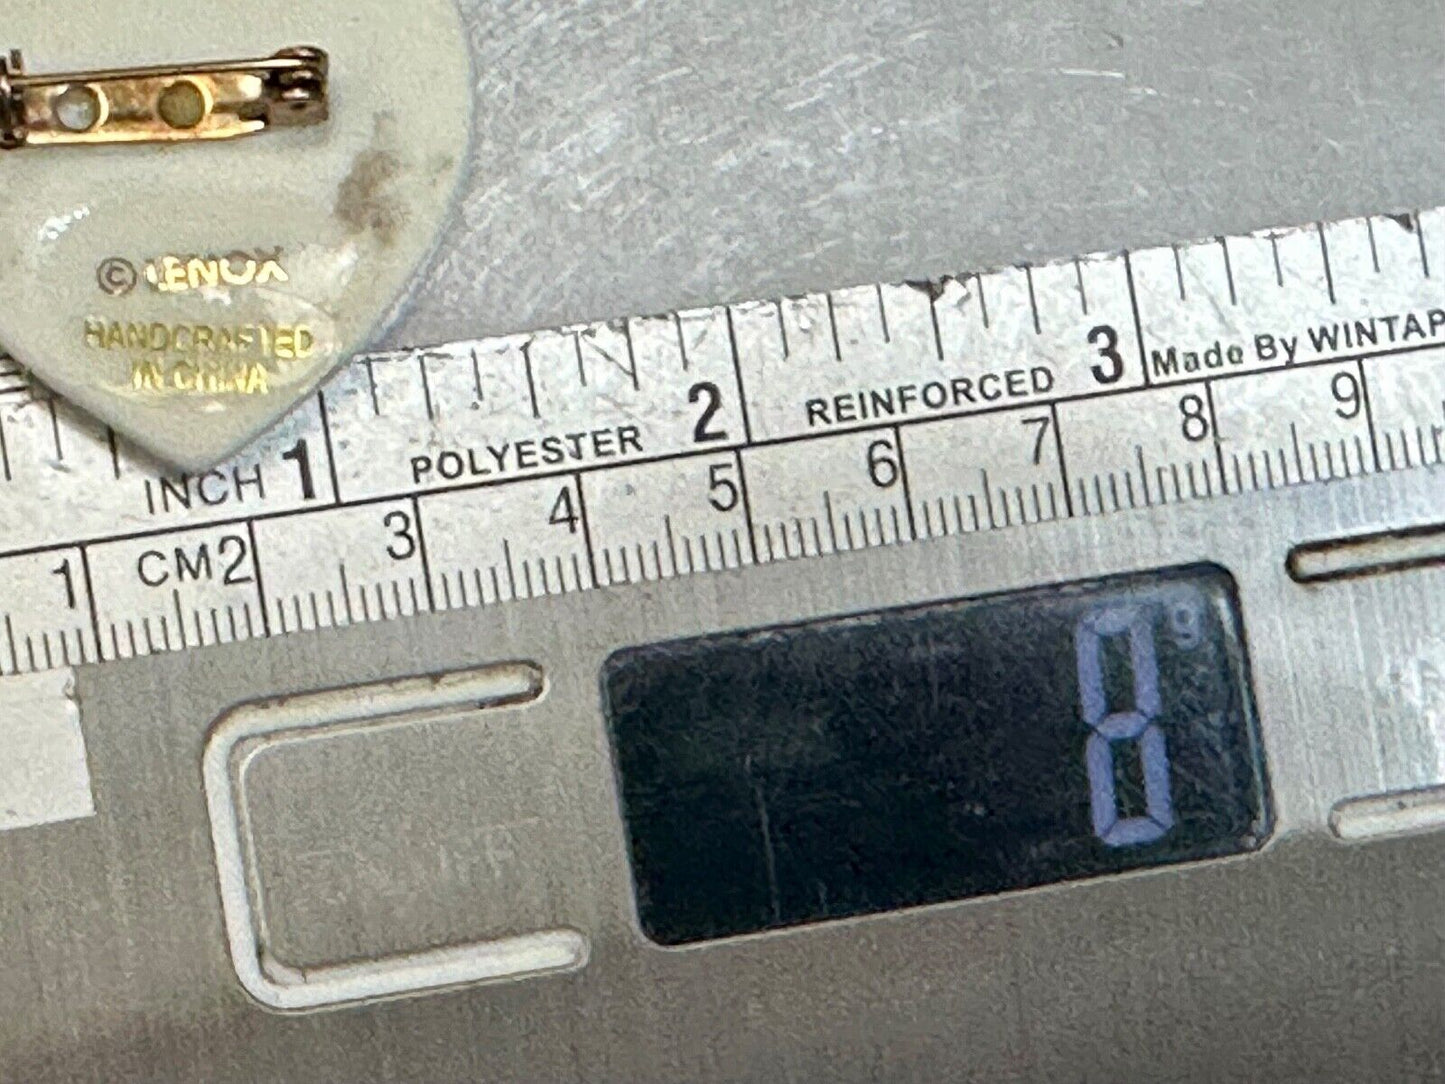 © LENOX
HANDCRAFTED
IN CHINA
INCH 1 POLYESTER 2 REINFORCED 3 Made By WINTAP
1 CM 2 3 4 5 6 7 8 9
8 g